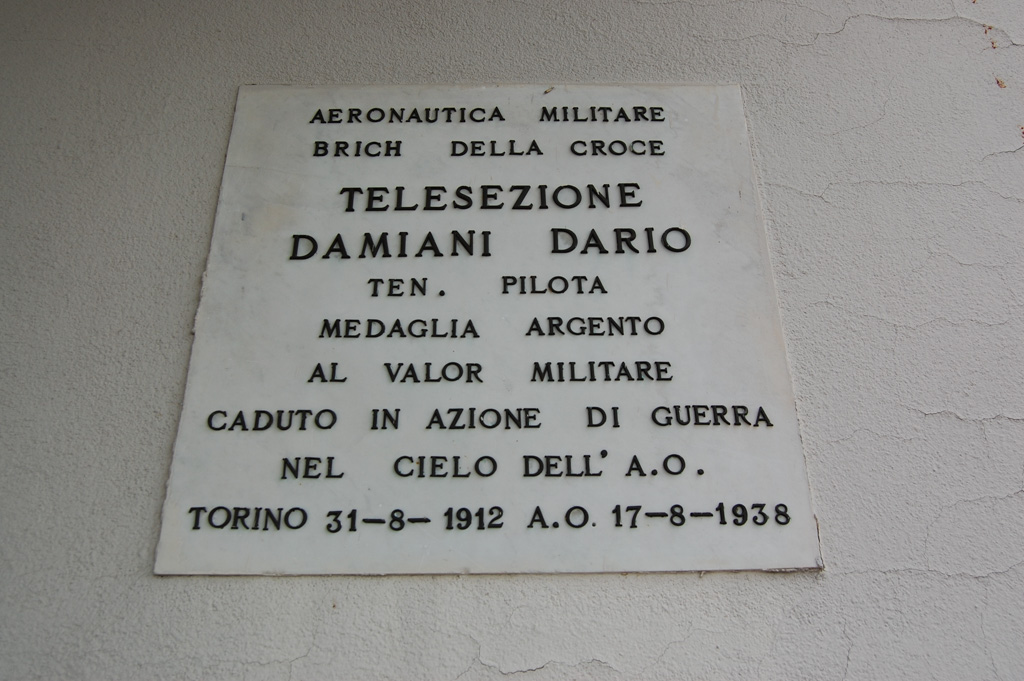 AERONAUTICA MILITARE
BRICH DELLA CROCE
TELESEZIONE
DAMIANI DARIO
TEN. PILOTA
MEDAGLIA ARGENTO
AL VALOR MILITARE
CADUTO IN AZIONE DI GUERRA
NEL CIELO DELL' A.O.
TORINO 31-8-1912 A.O. 17-8-1938